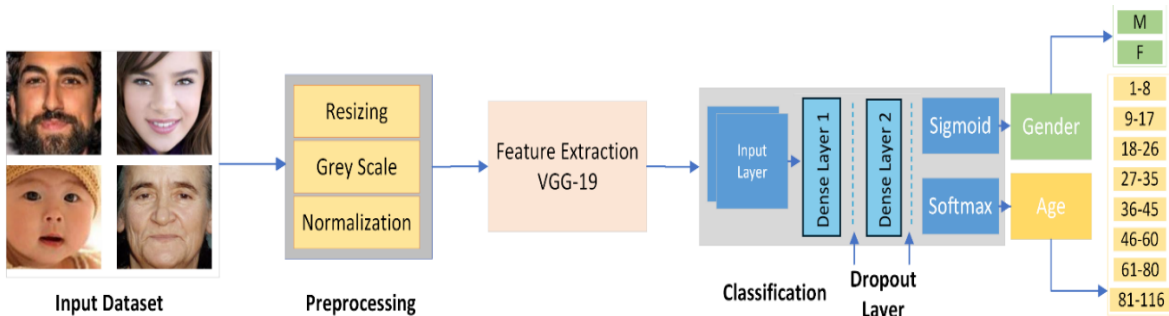 Input Dataset
Resizing
Grey Scale
Normalization
Preprocessing
Feature Extraction
VGG-19
Input
Layer
Dense Layer 1
Dense Layer 2
Sigmoid
Softmax
Classification
Dropout
Layer
Gender
Age
M
F
1-8
9-17
18-26
27-35
36-45
46-60
61-80
81-116